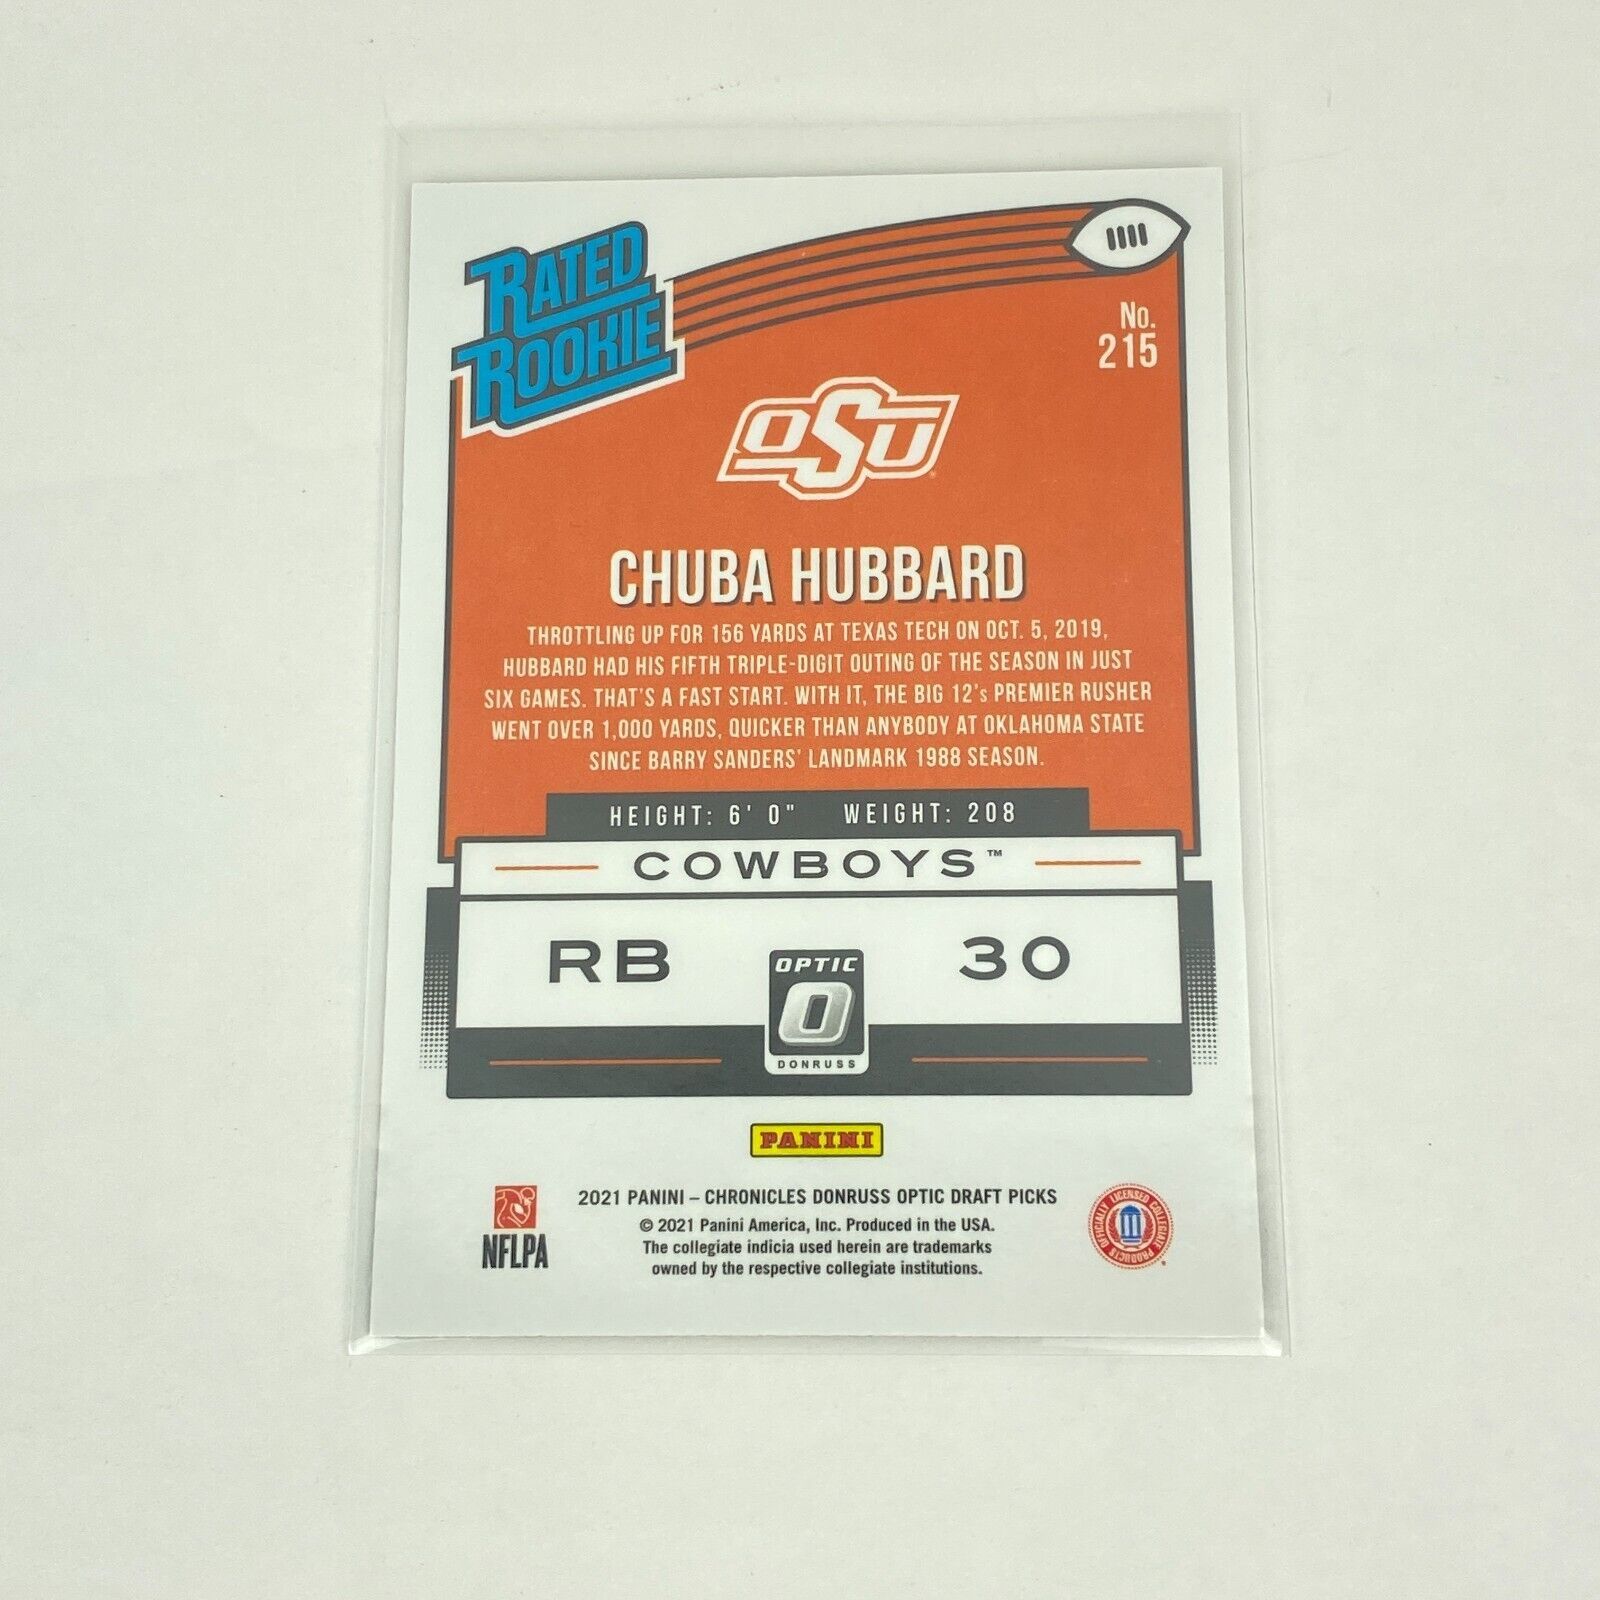 RATED
ROOKIE
No.
215
OSU
CHUBA HUBBARD
THROTTLING UP FOR 156 YARDS AT TEXAS TECH ON OCT. 5, 2019,
HUBBARD HAD HIS FIFTH TRIPLE-DIGIT OUTING OF THE SEASON IN JUST
SIX GAMES. THAT'S A FAST START. WITH IT, THE BIG 12's PREMIER RUSHER
WENT OVER 1,000 YARDS, QUICKER THAN ANYBODY AT OKLAHOMA STATE
SINCE BARRY SANDERS' LANDMARK 1988 SEASON.
HEIGHT: 6' 0" WEIGHT: 208
COWBOYS™
RB
30
OPTIC
O
DONRUSS
PANINI
2021 PANINI – CHRONICLES DONRUSS OPTIC DRAFT PICKS
© 2021 Panini America, Inc. Produced in the USA.
The collegiate indicia used herein are trademarks
owned by the respective collegiate institutions.
NFLPA
OFFICIALLY LICENSED COLLEGIATE PRODUCTS